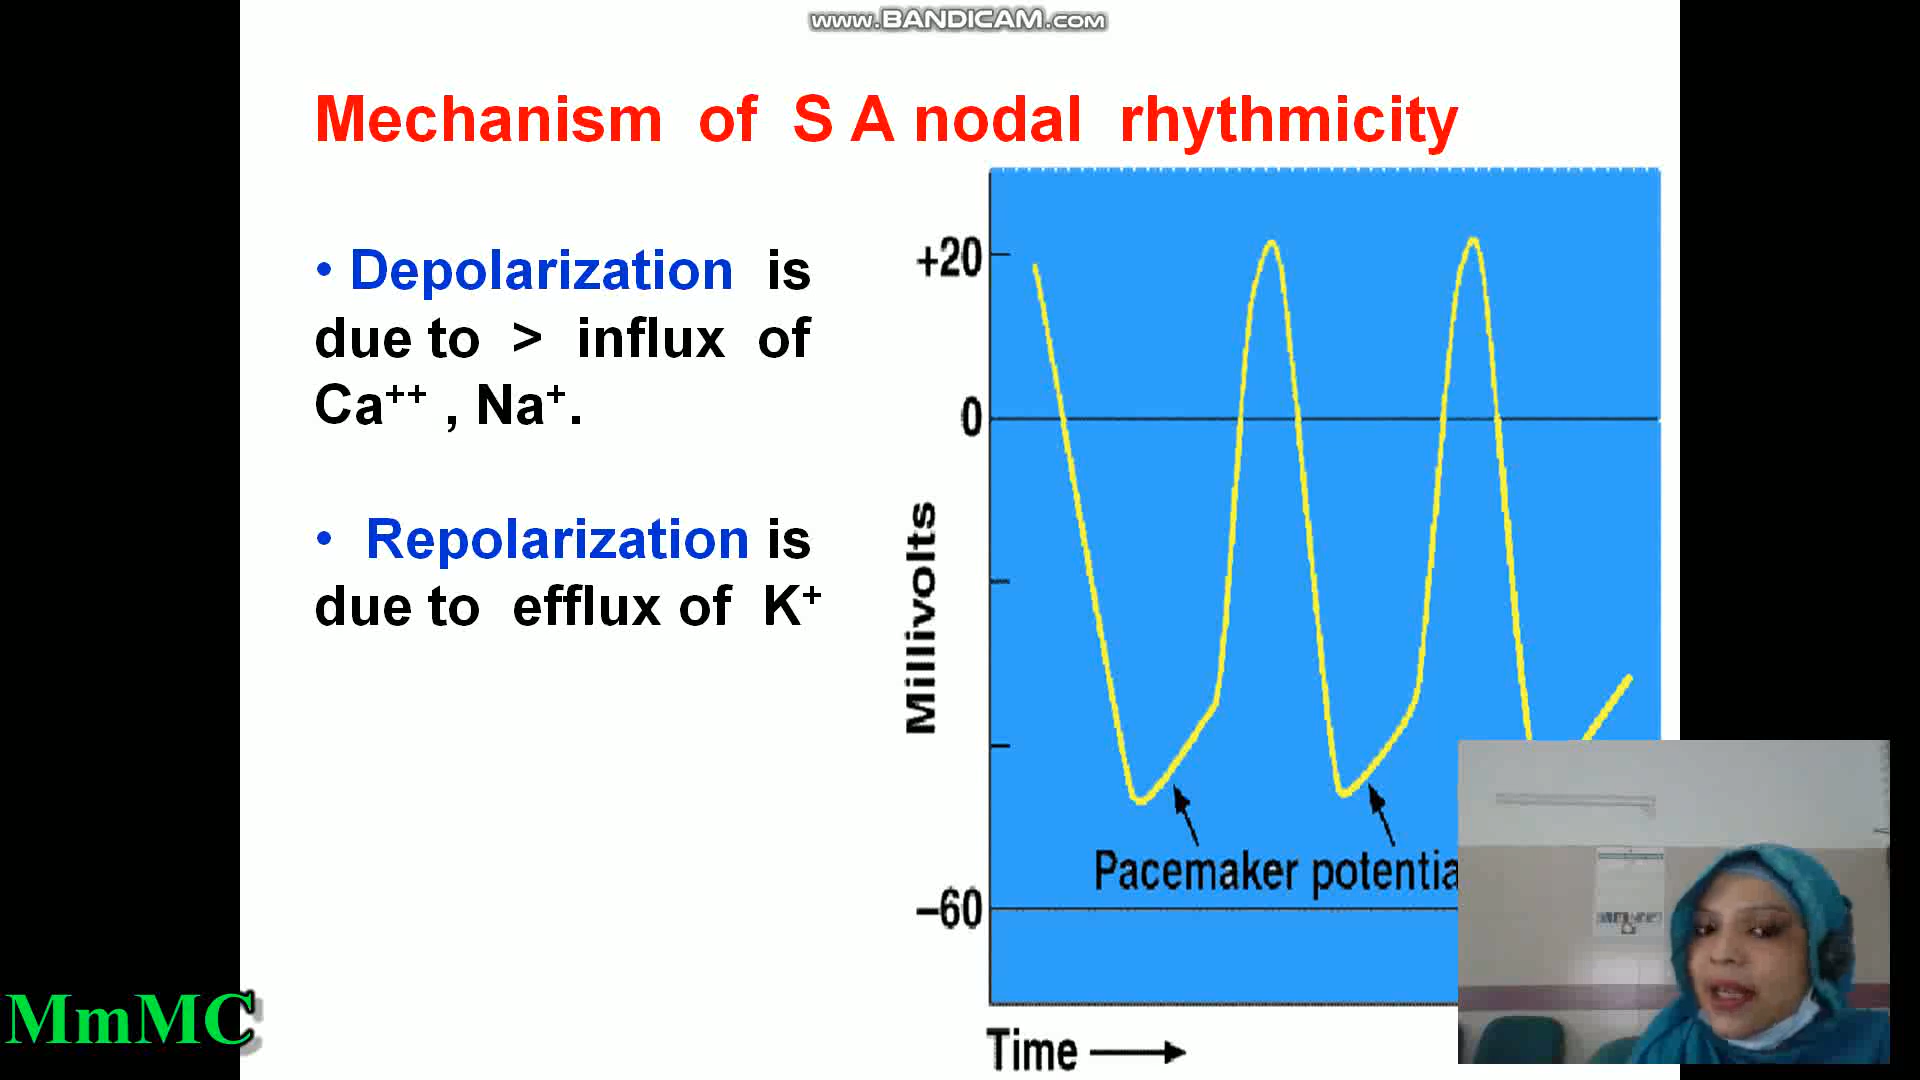 www.BANDICAM.com
Mechanism of S A nodal rhythmicity
• Depolarization is
due to > influx of
Ca⁺⁺ , Na⁺.
• Repolarization is
due to efflux of K⁺
+20
0
Millivolts
Pacemaker potentia
–60
Time
MmMC